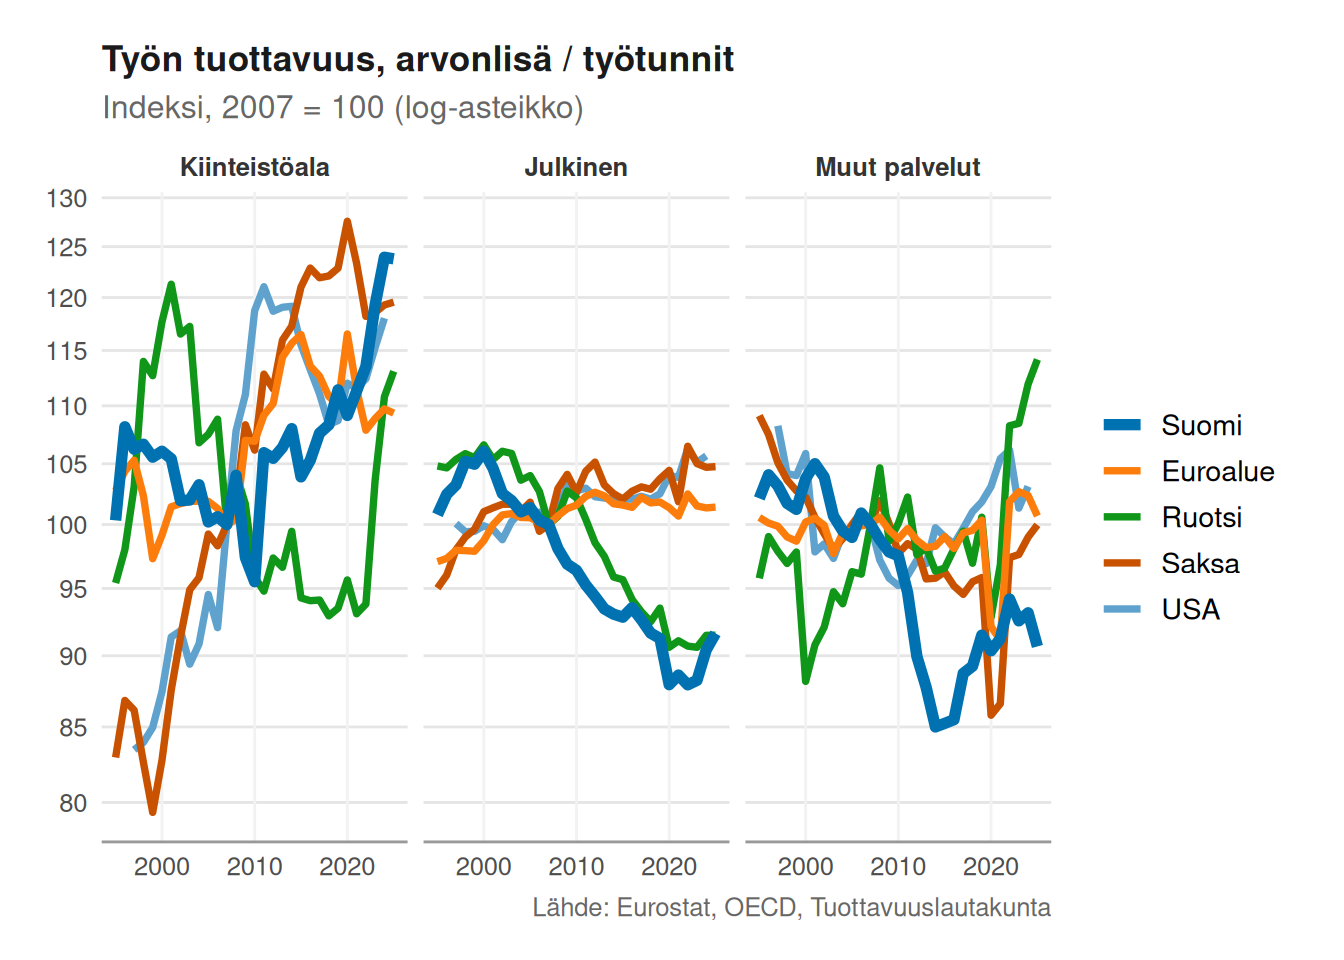 Työn tuottavuus, arvonlisä / työtunnit
Indeksi, 2007 = 100 (log-asteikko)
Kiinteistöala
Julkinen
Muut palvelut
130
125
120
115
110
105
100
95
90
85
80
2000
2010
2020
2000
2010
2020
2000
2010
2020
Suomi
Euroalue
Ruotsi
Saksa
USA
Lähde: Eurostat, OECD, Tuottavuuslautakunta